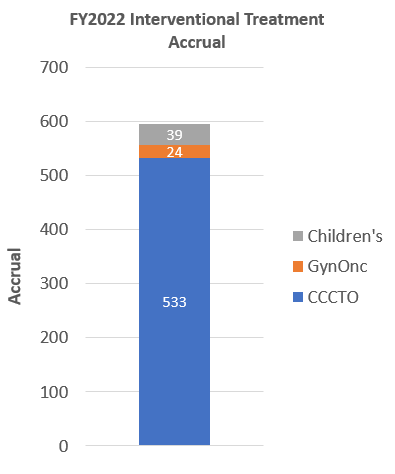 FY2022 Interventional Treatment
Accrual
700
600
500
400
300
200
100
0
Accrual
39
24
533
Children's
GynOnc
CCCTO